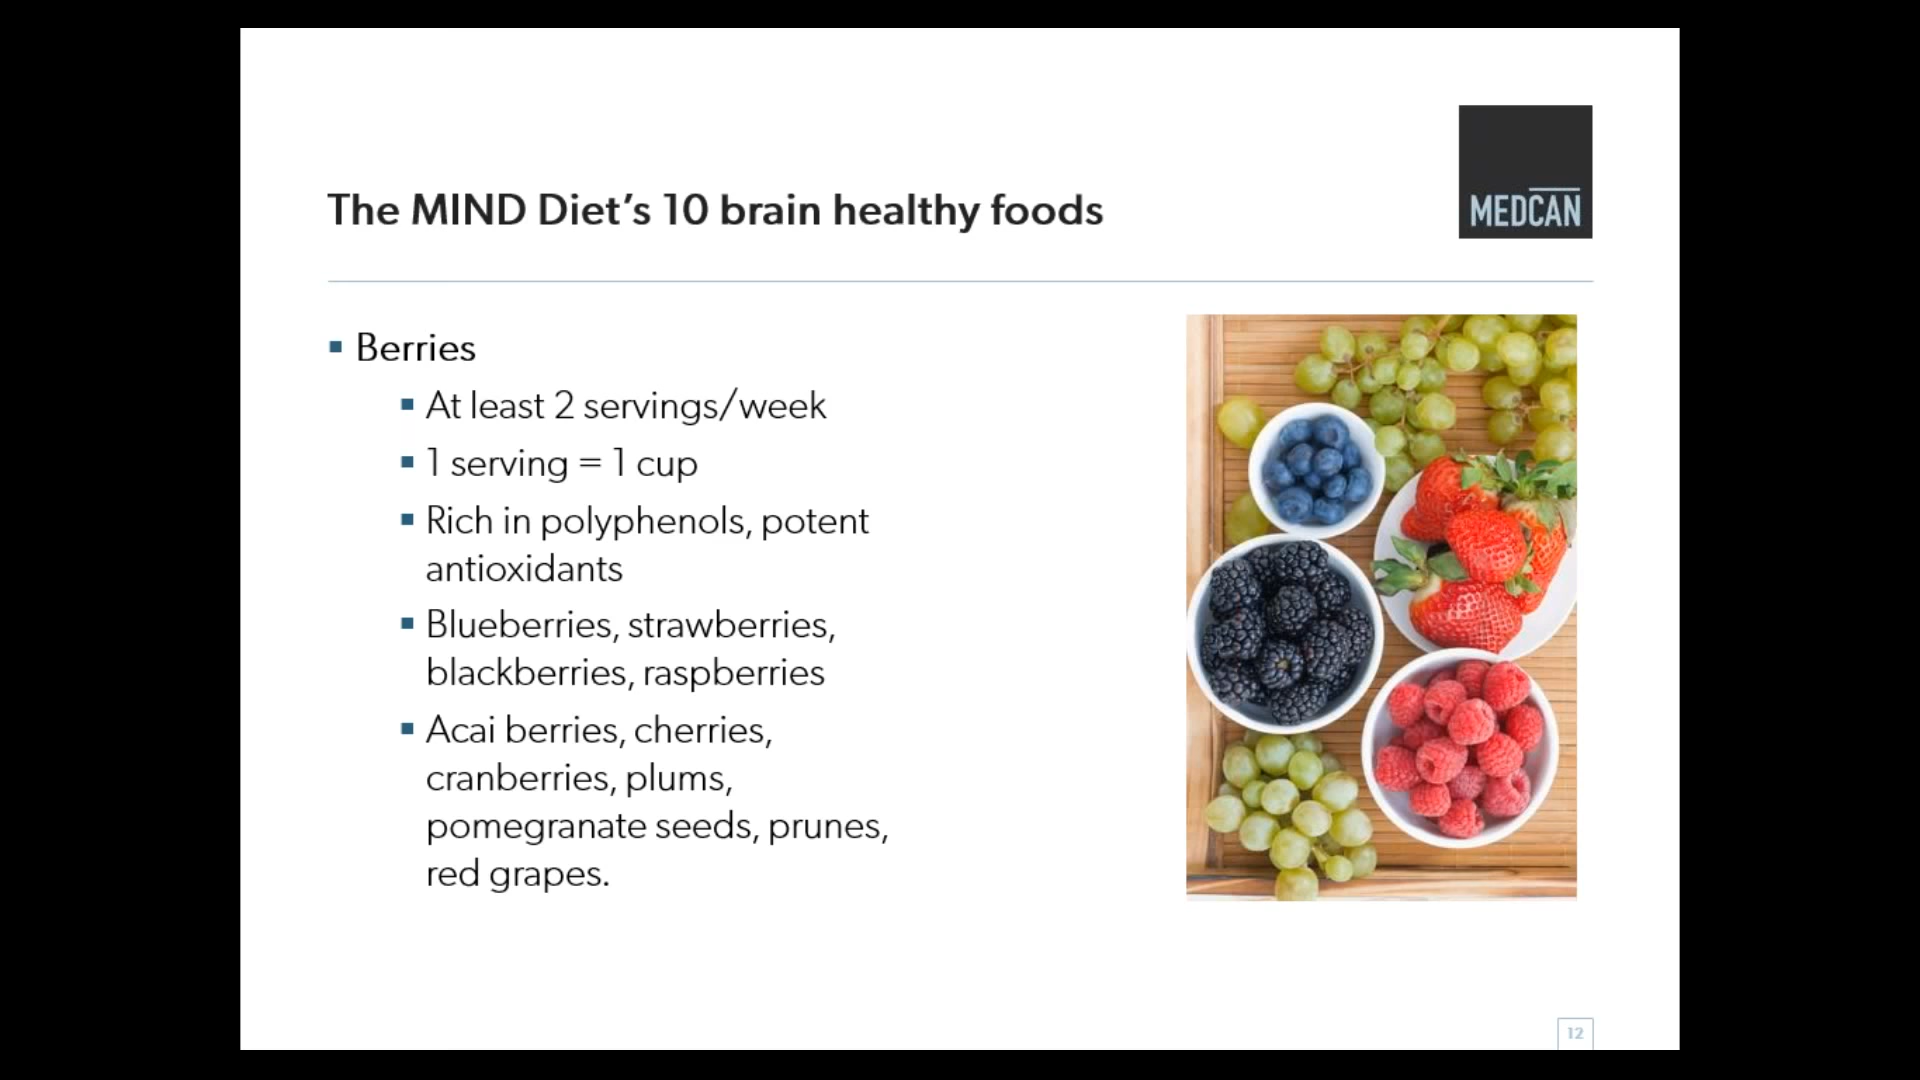 MEDCAN
The MIND Diet’s 10 brain healthy foods
▪ Berries
▪ At least 2 servings/week
▪ 1 serving = 1 cup
▪ Rich in polyphenols, potent
antioxidants
▪ Blueberries, strawberries,
blackberries, raspberries
▪ Acai berries, cherries,
cranberries, plums,
pomegranate seeds, prunes,
red grapes.
12